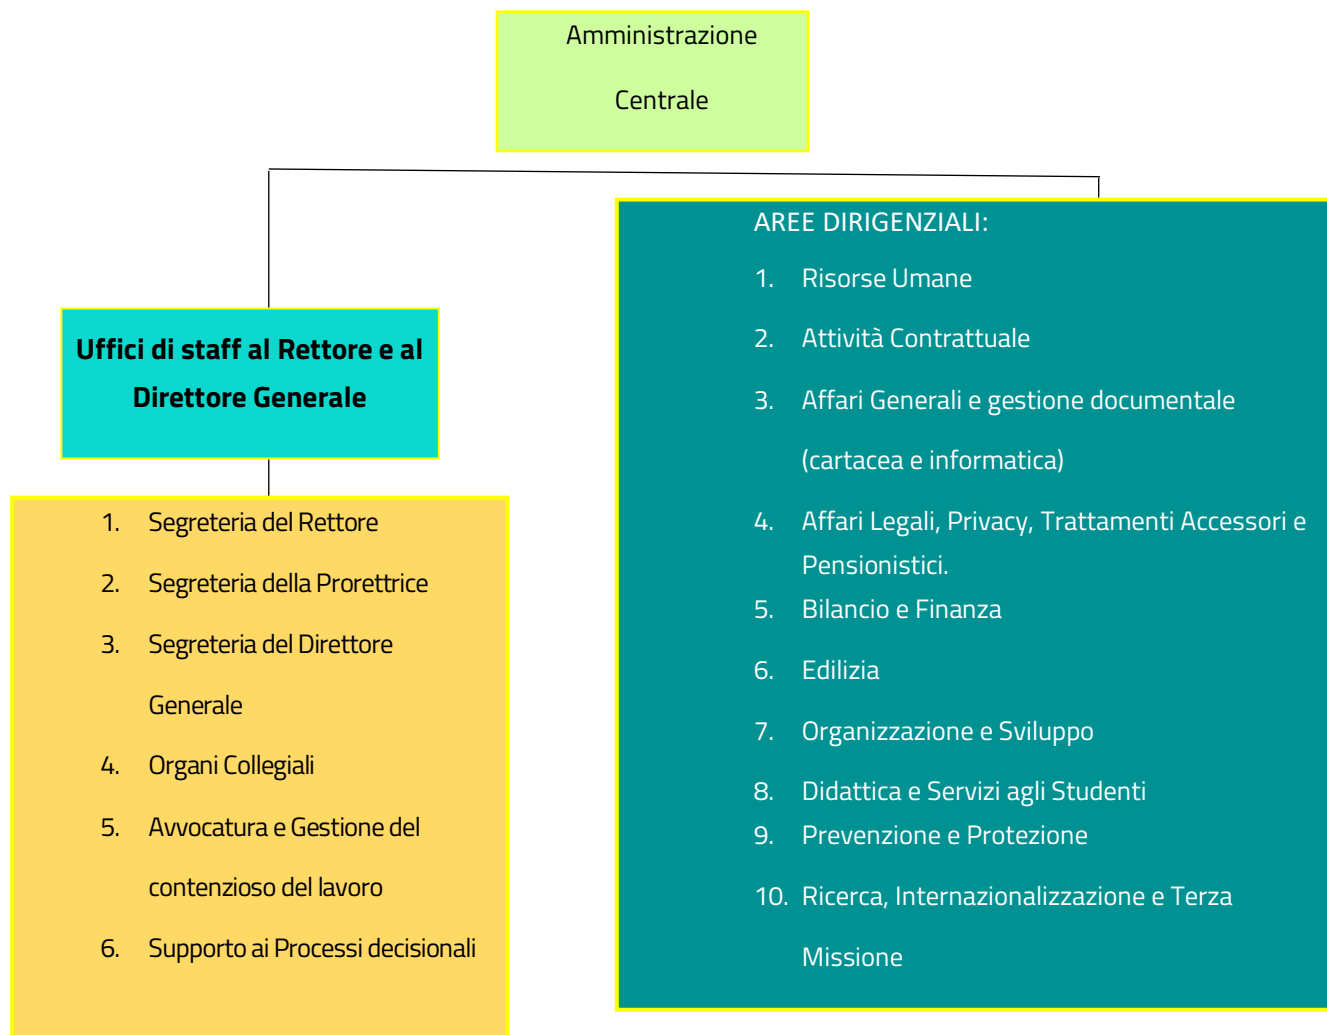 Amministrazione
Centrale
Uffici di staff al Rettore e al
Direttore Generale
1. Segreteria del Rettore
2. Segreteria della Prorettrice
3. Segreteria del Direttore
Generale
4. Organi Collegiali
5. Avvocatura e Gestione del
contenzioso del lavoro
6. Supporto ai Processi decisionali
AREE DIRIGENZIALI:
1. Risorse Umane
2. Attività Contrattuale
3. Affari Generali e gestione documentale
(cartacea e informatica)
4. Affari Legali, Privacy, Trattamenti Accessori e
Pensionistici.
5. Bilancio e Finanza
6. Edilizia
7. Organizzazione e Sviluppo
8. Didattica e Servizi agli Studenti
9. Prevenzione e Protezione
10. Ricerca, Internazionalizzazione e Terza
Missione